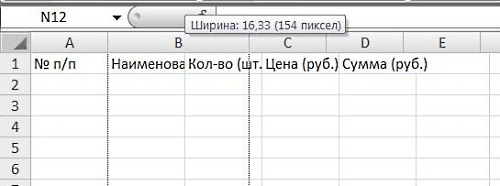 N12
Ширина: 16,33 (154 пиксел)
A B C D E
1 № п/п Наименова Кол-во (шт. Цена (руб.) Сумма (руб.)
2
3
4
5
6